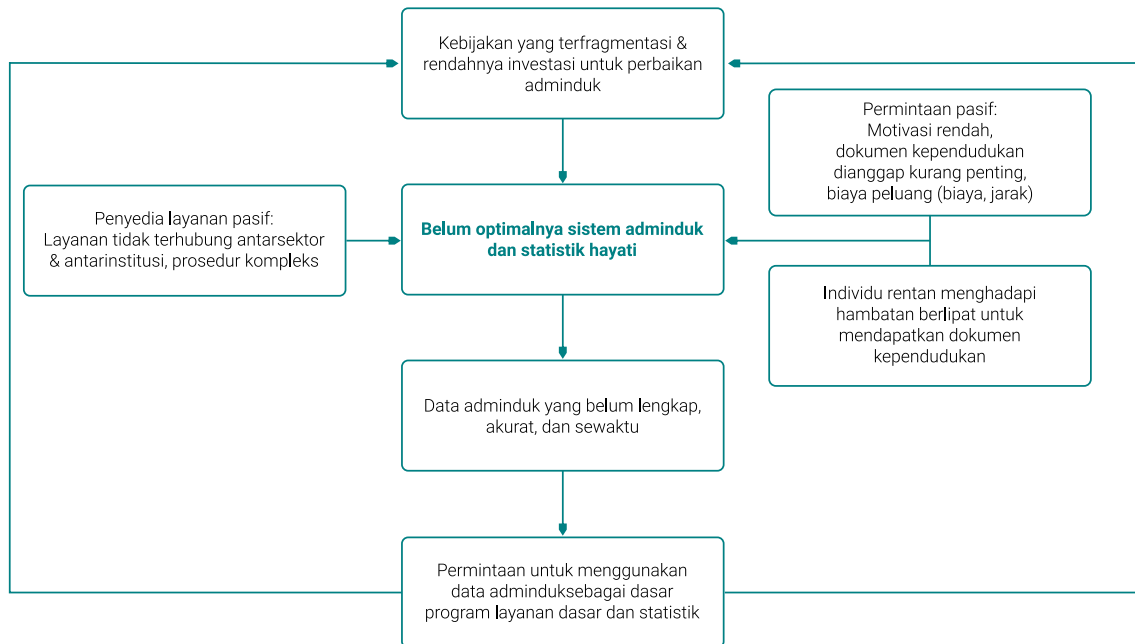 Kebijakan yang terfragmentasi &
rendahnya investasi untuk perbaikan
adminduk
Permintaan pasif:
Motivasi rendah,
dokumen kependudukan
dianggap kurang penting,
biaya peluang (biaya, jarak)
Penyedia layanan pasif:
Layanan tidak terhubung antarsektor
& antarinstitusi, prosedur kompleks
Belum optimalnya sistem adminduk
dan statistik hayati
Individu rentan menghadapi
hambatan berlipat untuk
mendapatkan dokumen
kependudukan
Data adminduk yang belum lengkap,
akurat, dan sewaktu
Permintaan untuk menggunakan
data adminduksebagai dasar
program layanan dasar dan statistik